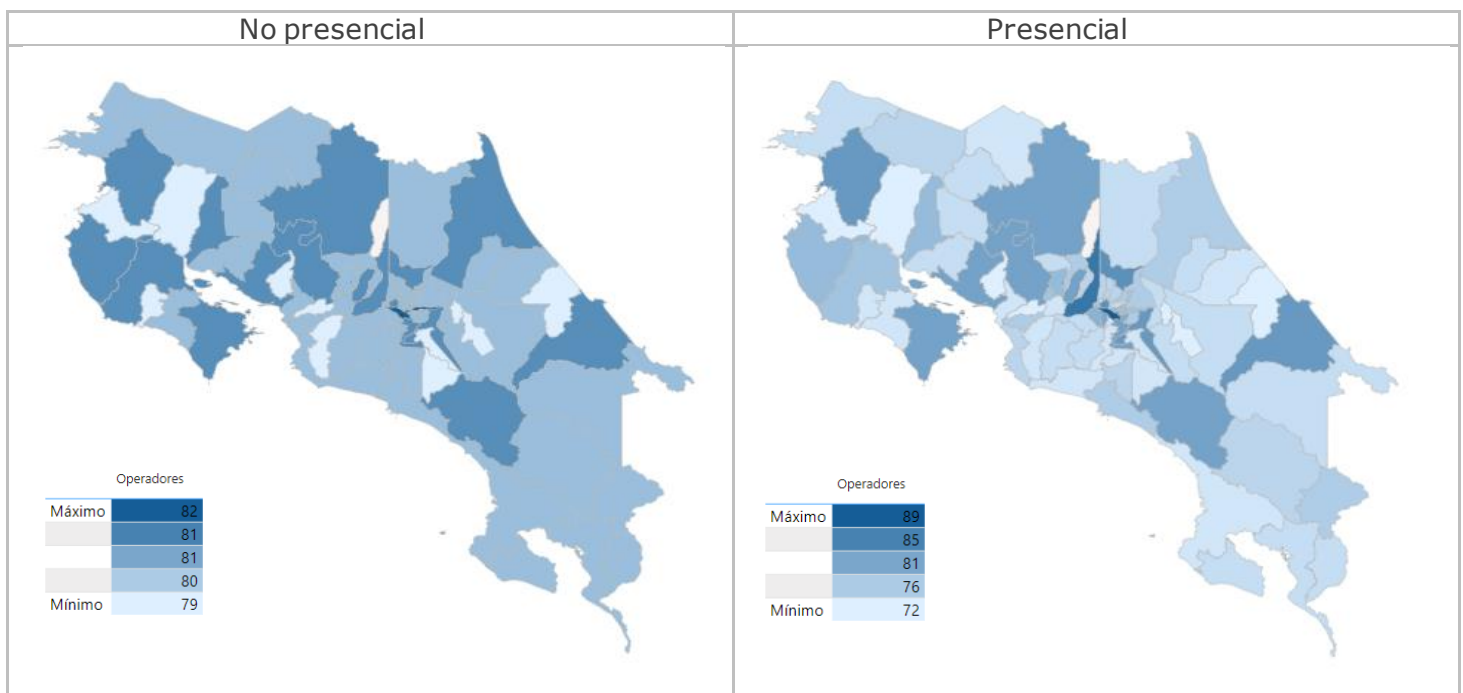 No presencial
Presencial
Operadores
Máximo 82
81
81
80
Mínimo 79
Operadores
Máximo 89
85
81
76
Mínimo 72